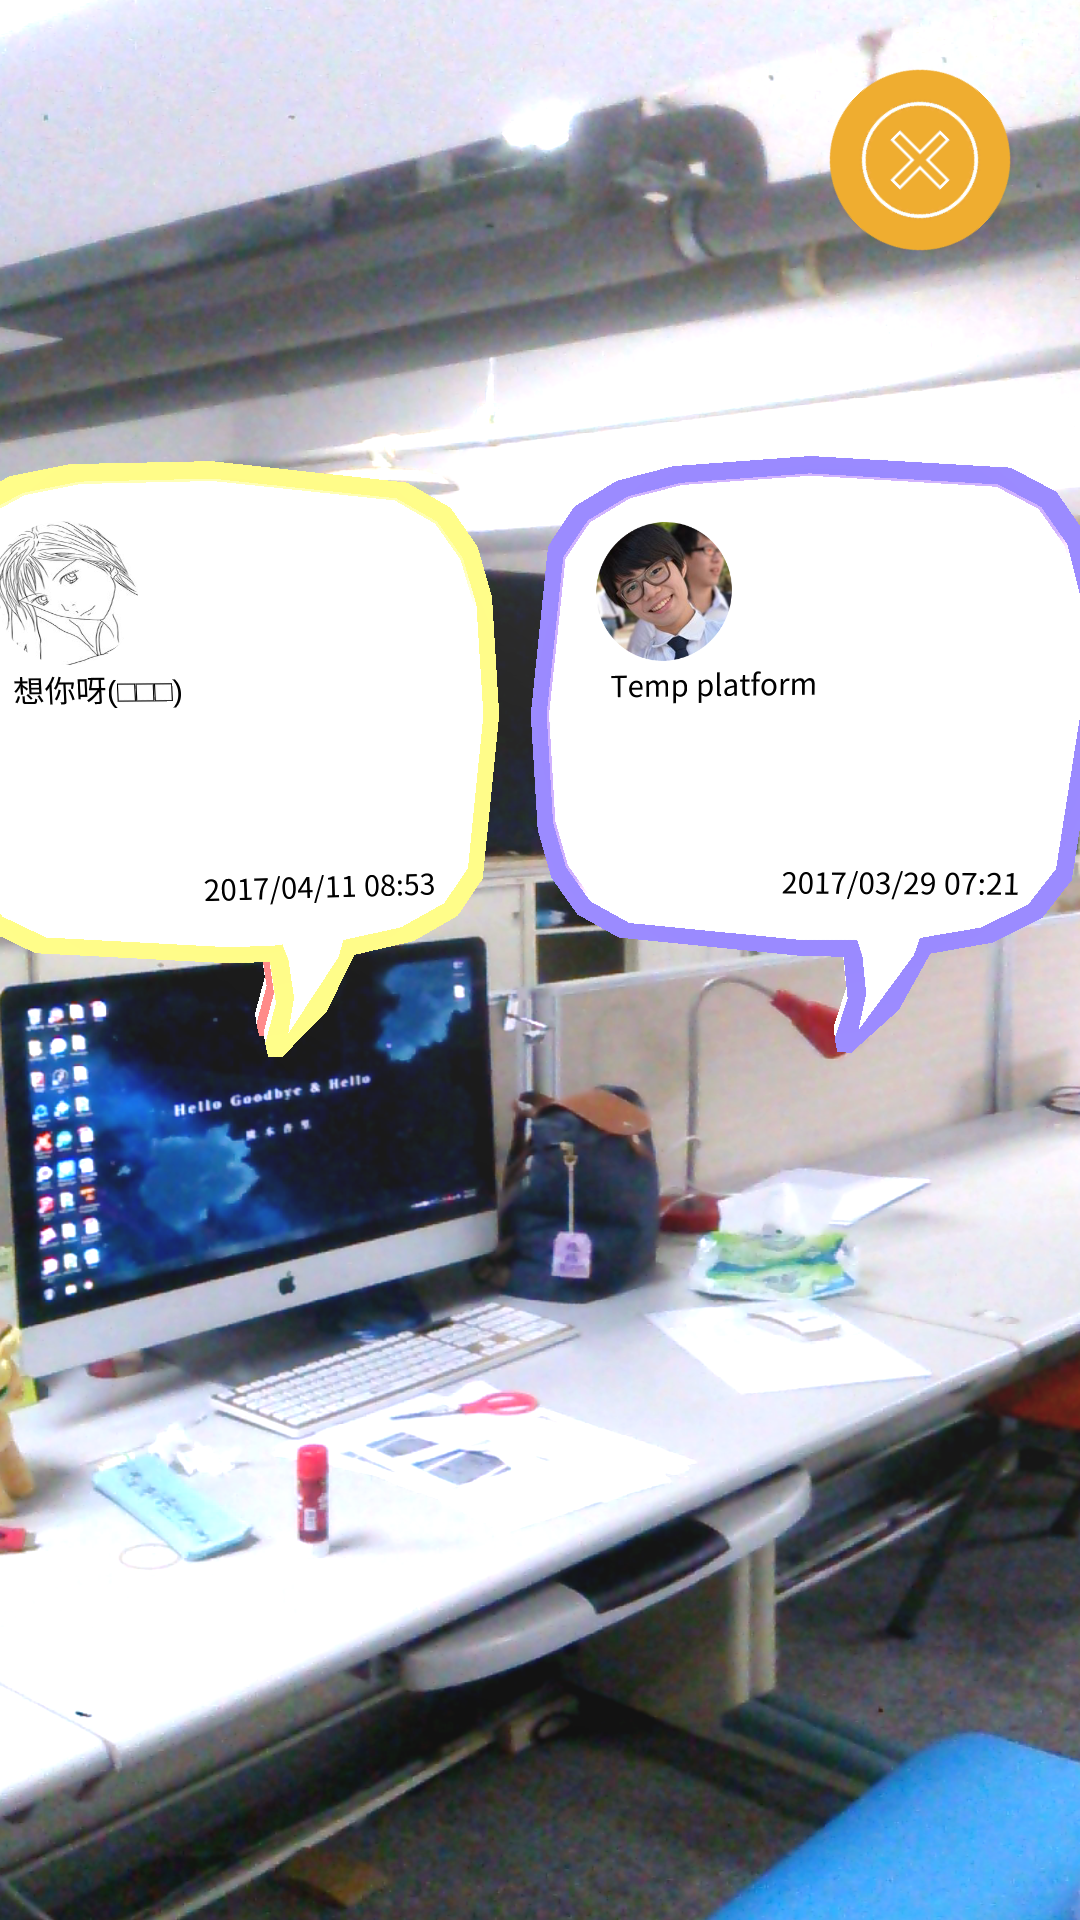 想你呀(□□□)
2017/04/11 08:53
Temp platform
2017/03/29 07:21
Hello Goodbye & Hello